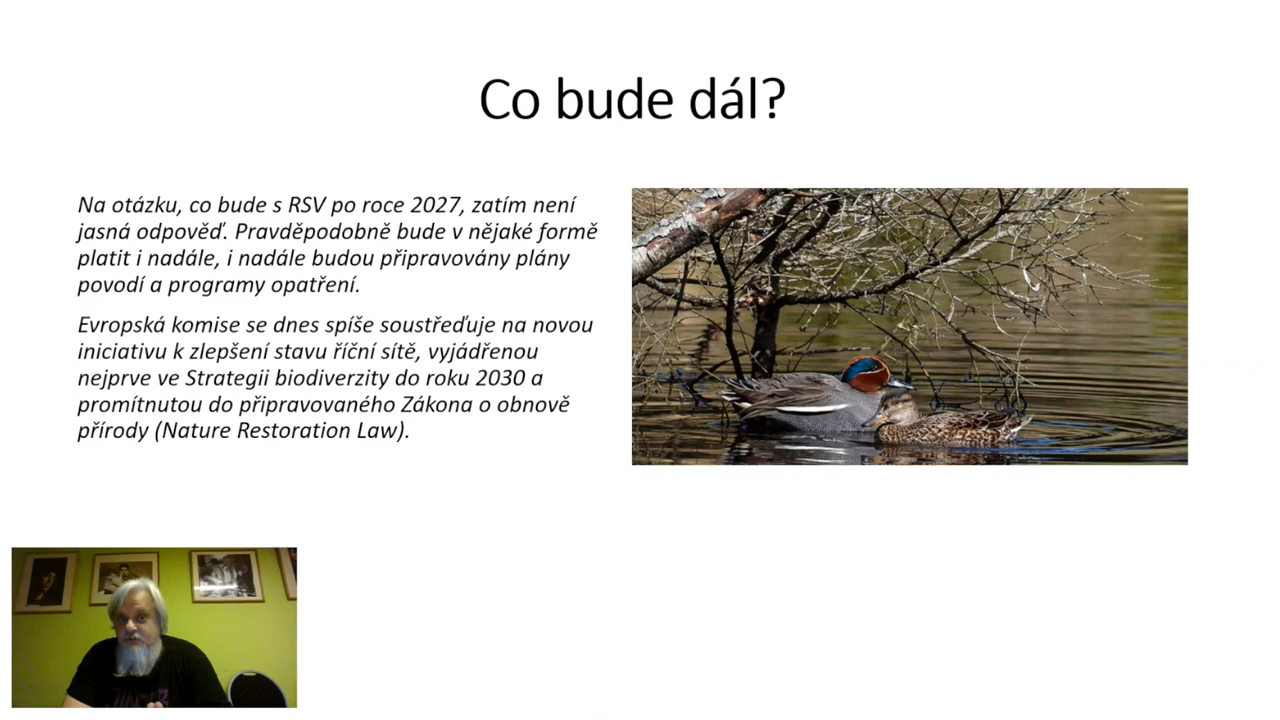 Co bude dál?
Na otázku, co bude s RSV po roce 2027, zatím není
jasná odpověď. Pravděpodobně bude v nějaké formě
platit i nadále, i nadále budou připravovány plány
povodí a programy opatření.
Evropská komise se dnes spíše soustřeďuje na novou
iniciativu k zlepšení stavu říční sítě, vyjádřenou
nejprve ve Strategii biodiverzity do roku 2030 a
promítnutou do připravovaného Zákona o obnově
přírody (Nature Restoration Law).